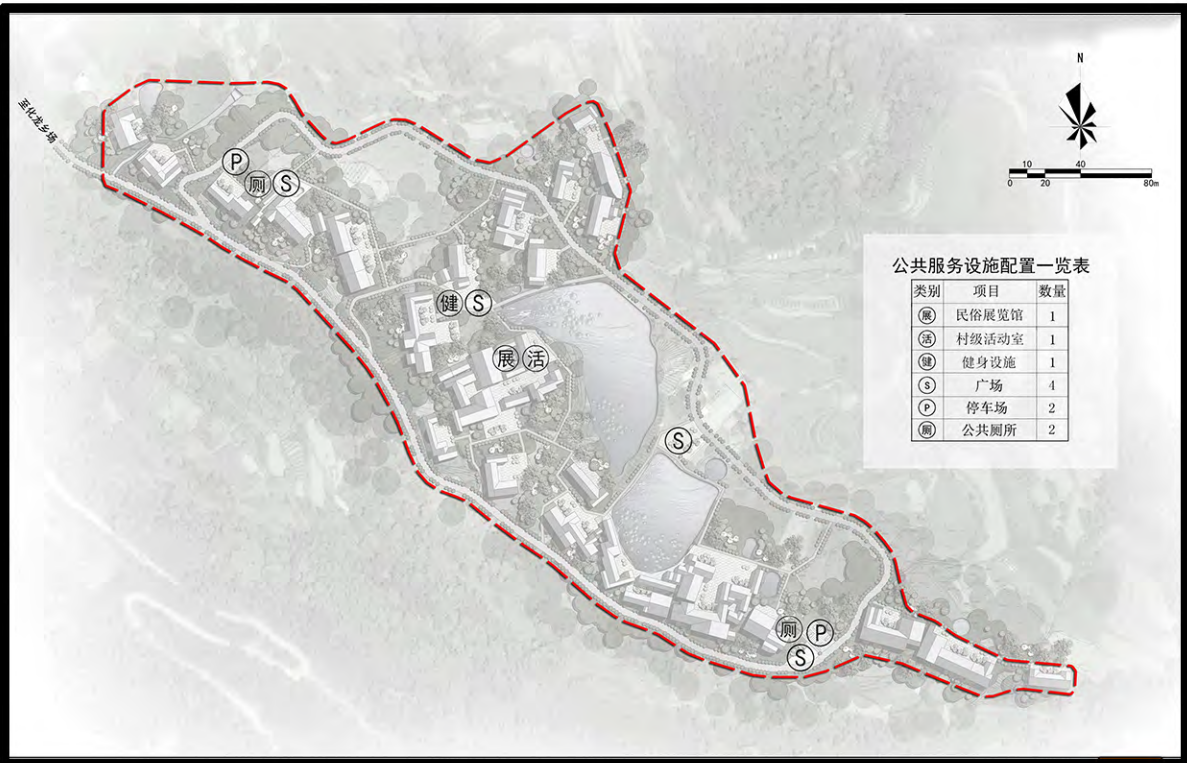 N
至化龙乡场
10 40
0 20 80m
P
厕 S
健 S
展 活
S
厕 P
S
公共服务设施配置一览表
类别 项目 数量
展 民俗展览馆 1
活 村级活动室 1
健 健身设施 1
S 广场 4
P 停车场 2
厕 公共厕所 2